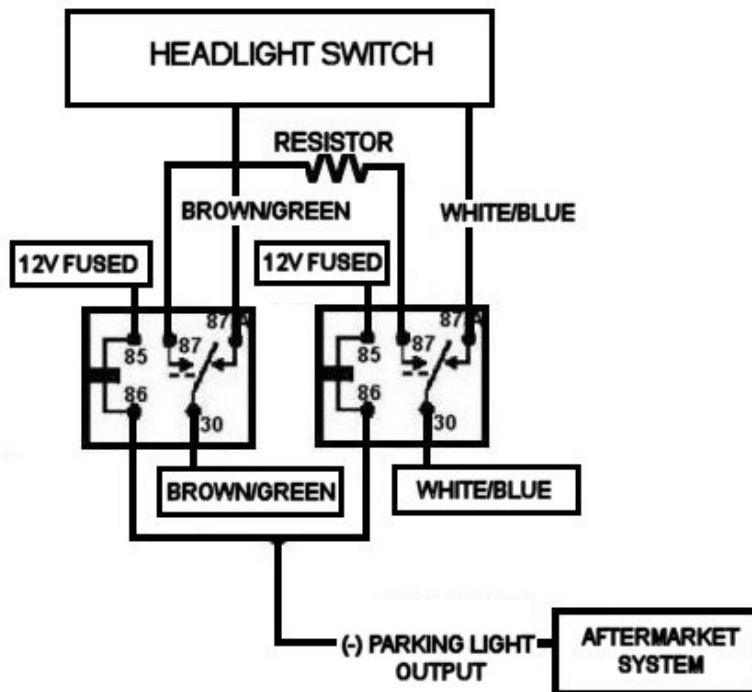 HEADLIGHT SWITCH
RESISTOR
BROWN/GREEN
WHITE/BLUE
12V FUSED
12V FUSED
85
87
87A
86
30
85
87
87A
86
30
BROWN/GREEN
WHITE/BLUE
(-) PARKING LIGHT
OUTPUT
AFTERMARKET
SYSTEM